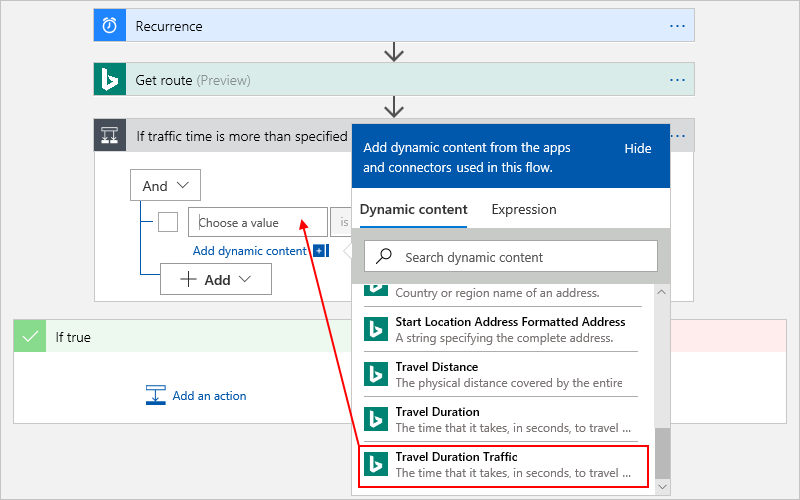 Recurrence
...
Get route (Preview)
...
If traffic time is more than specified
...
Add dynamic content from the apps
and connectors used in this flow.
Hide
And
Dynamic content
Expression
Choose a value
is
Add dynamic content
Search dynamic content
Add
Country or region name of an address.
Start Location Address Formatted Address
A string specifying the complete address.
If true
Travel Distance
The physical distance covered by the entire
Add an action
Travel Duration
The time that it takes, in seconds, to travel ...
Travel Duration Traffic
The time that it takes, in seconds, to travel ...